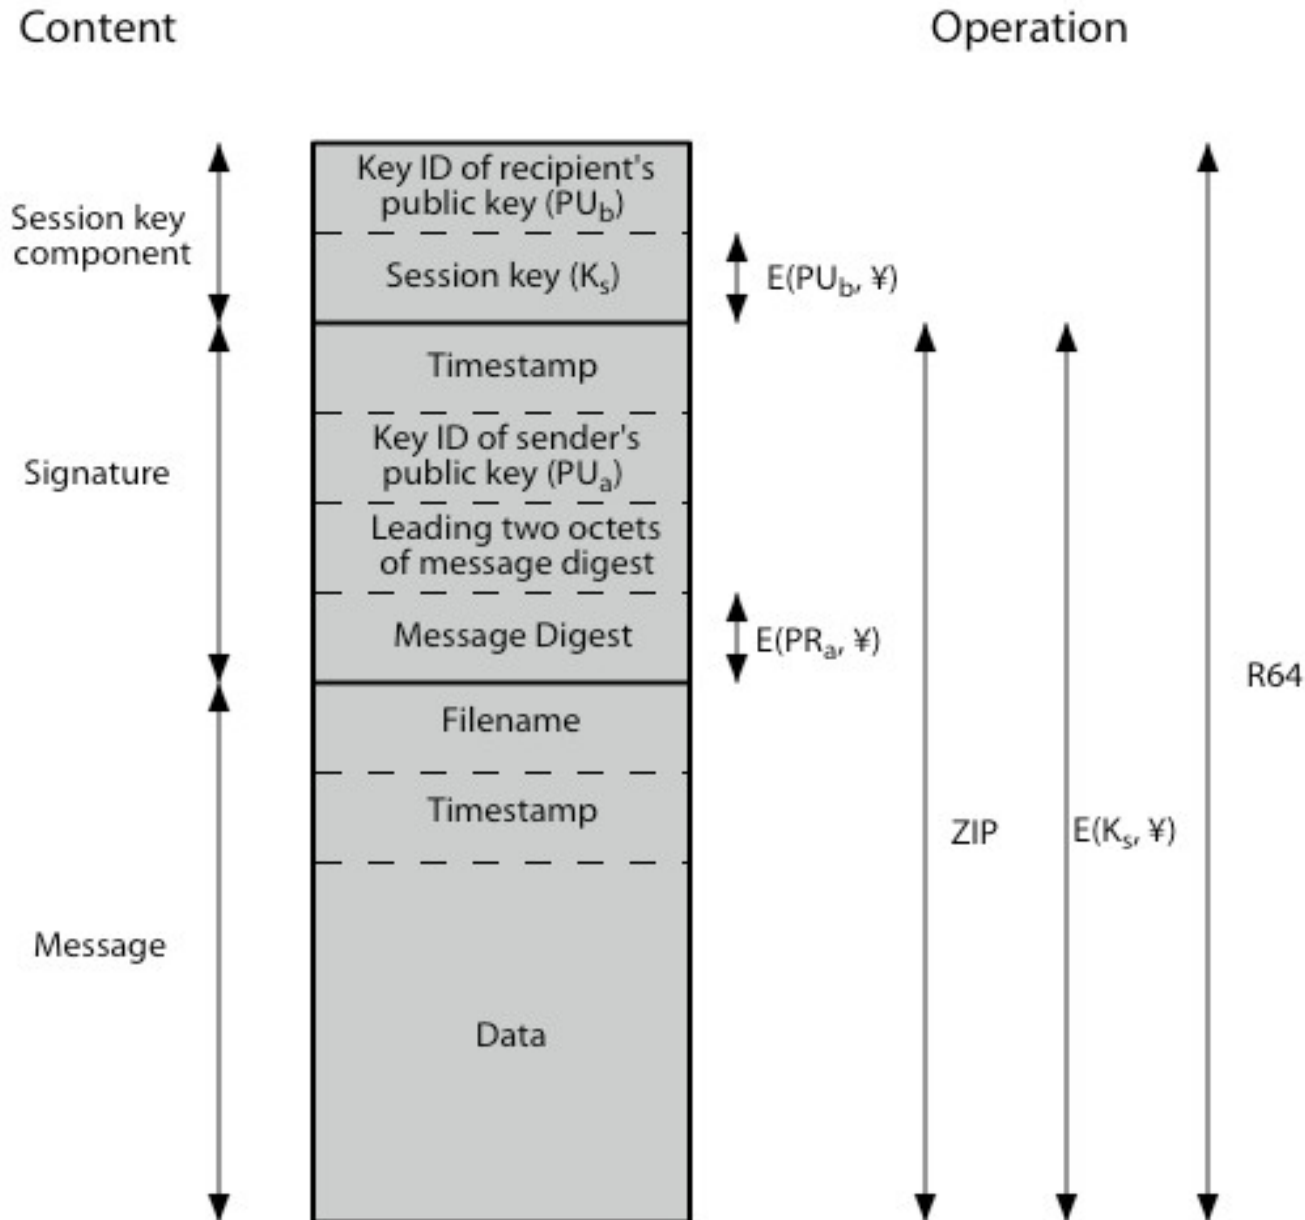 Content
Operation
Key ID of recipient's
public key (PUb)
Session key
component
Session key (Ks)
E(PUb, ¥)
Timestamp
Key ID of sender's
public key (PUa)
Signature
Leading two octets
of message digest
Message Digest
E(PRa, ¥)
R64
Filename
Timestamp
ZIP
E(Ks, ¥)
Message
Data